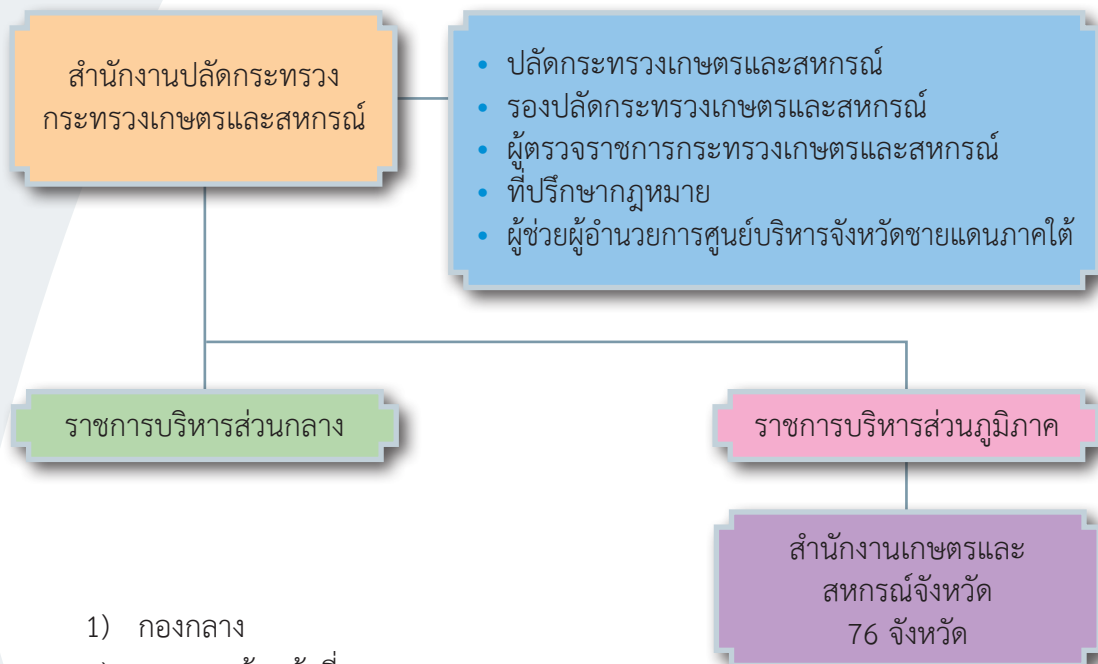 สำนักงานปลัดกระทรวง
กระทรวงเกษตรและสหกรณ์
• ปลัดกระทรวงเกษตรและสหกรณ์
• รองปลัดกระทรวงเกษตรและสหกรณ์
• ผู้ตรวจราชการกระทรวงเกษตรและสหกรณ์
• ที่ปรึกษากฎหมาย
• ผู้ช่วยผู้อำนวยการศูนย์บริหารจังหวัดชายแดนภาคใต้
ราชการบริหารส่วนกลาง
ราชการบริหารส่วนภูมิภาค
สำนักงานเกษตรและ
สหกรณ์จังหวัด
76 จังหวัด
1) กองกลาง